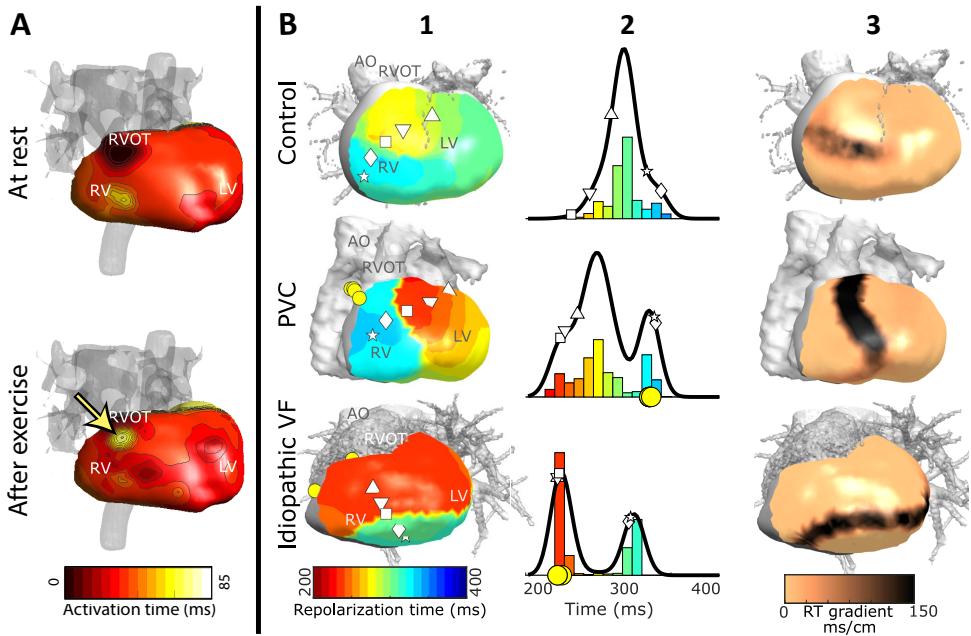 A
B
1
2
3
At rest
RVOT
RV
LV
After exercise
RVOT
RV
LV
0
85
Activation time (ms)
Control
AO
RVOT
LV
RV
PVC
AO
RVOT
LV
RV
Idiopathic VF
AO
RVOT
LV
RV
200
400
Repolarization time (ms)
200
300
400
Time (ms)
0
150
RT gradient
ms/cm